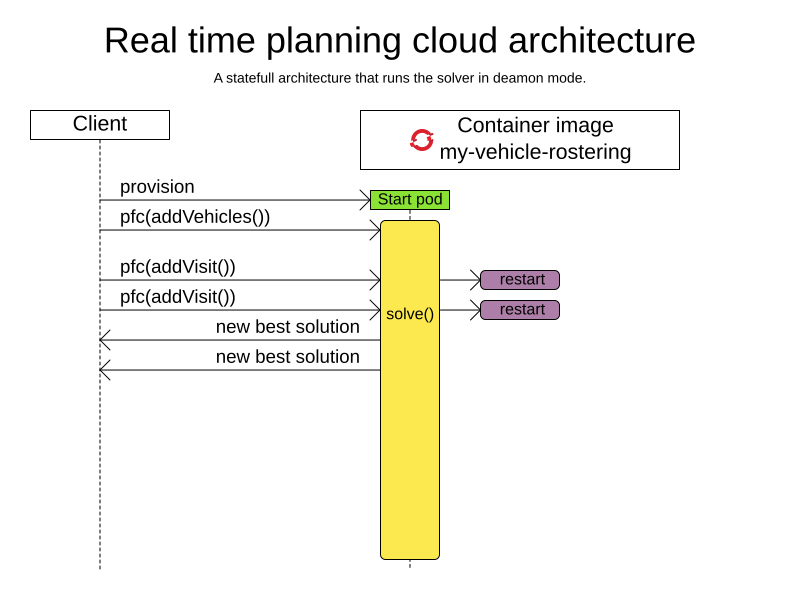 Real time planning cloud architecture
A statefull architecture that runs the solver in deamon mode.
Client
Container image
my-vehicle-rostering
provision
Start pod
pfc(addVehicles())
pfc(addVisit())
restart
pfc(addVisit())
restart
solve()
new best solution
new best solution